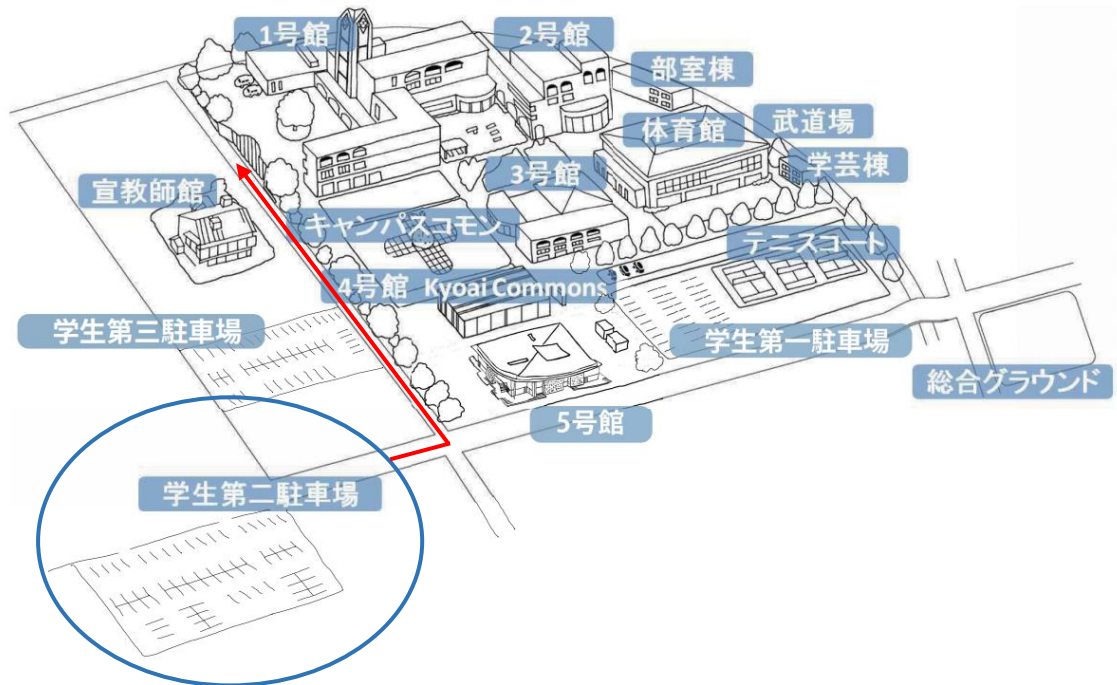 1号館
2号館
部室棟
体育館
武道場
学芸棟
3号館
宣教師館
キャンパスコモン
テニスコート
4号館 Kyoai Commons
学生第三駐車場
学生第一駐車場
総合グラウンド
5号館
学生第二駐車場